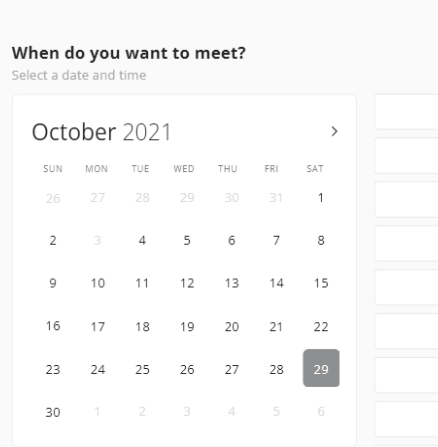 When do you want to meet?
Select a date and time
October 2021
SUN MON TUE WED THU FRI SAT
26 27 28 29 30 31 1
2 3 4 5 6 7 8
9 10 11 12 13 14 15
16 17 18 19 20 21 22
23 24 25 26 27 28 29
30 1 2 3 4 5 6